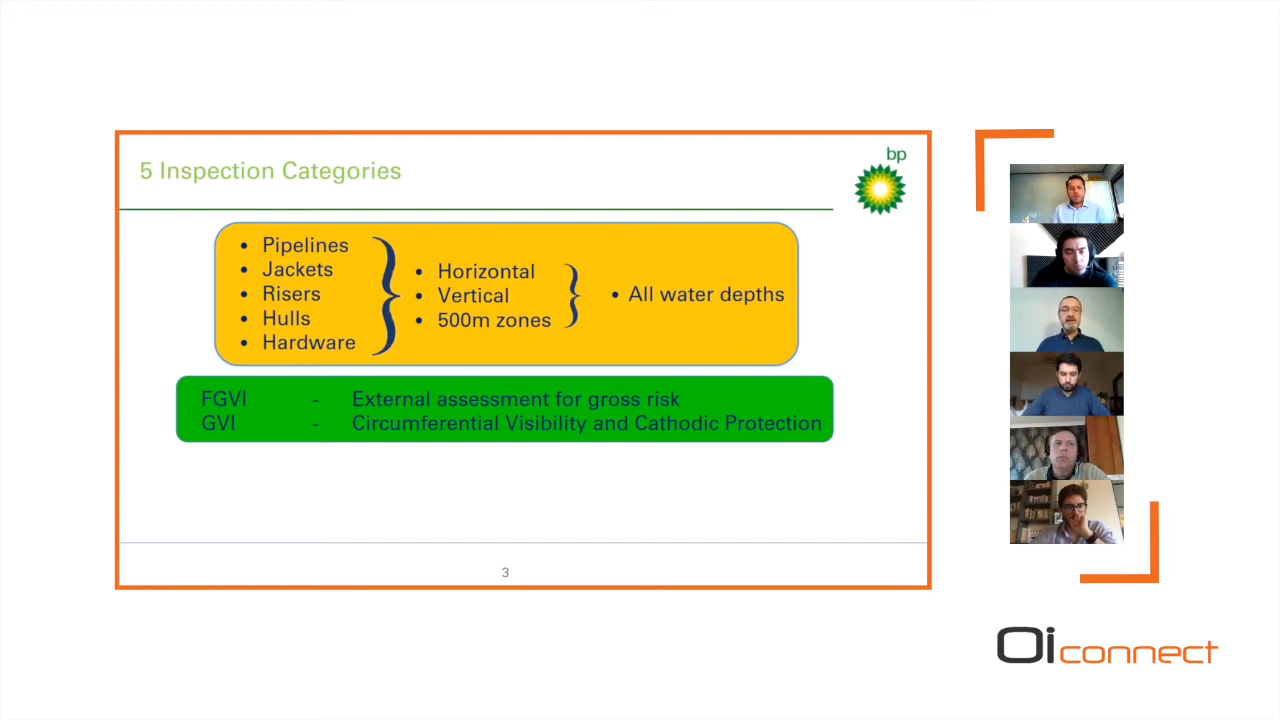 5 Inspection Categories
bp
• Pipelines
• Jackets
• Risers
• Hulls
• Hardware
• Horizontal
• Vertical
• 500m zones
• All water depths
FGVI - External assessment for gross risk
GVI - Circumferential Visibility and Cathodic Protection
3
Oi connect